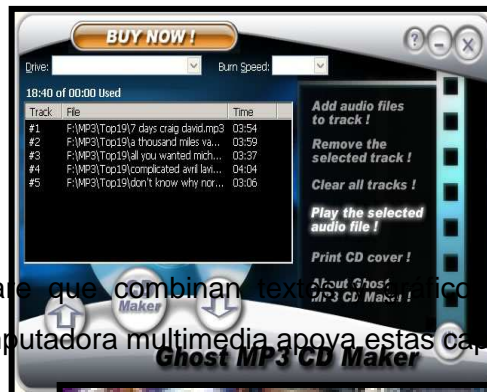 BUY NOW !
? - X
Drive: Burn Speed:
18:40 of 00:00 Used
Track File Time
#1 F:\MP3\Top19\7 days craig david.mp3 03:54
#2 F:\MP3\Top19\a thousand miles va... 03:59
#3 F:\MP3\Top19\all you wanted mich... 03:37
#4 F:\MP3\Top19\complicated avril lavi... 04:04
#5 F:\MP3\Top19\don't know why nor... 03:06
Add audio files
to track !
Remove the
selected track !
Clear all tracks !
Play the selected
audio file !
Print CD cover !
About Ghost
MP3 CD Maker !
que combinan
Maker
putadora multimedia apoya estas cap
Ghost MP3 CD Maker